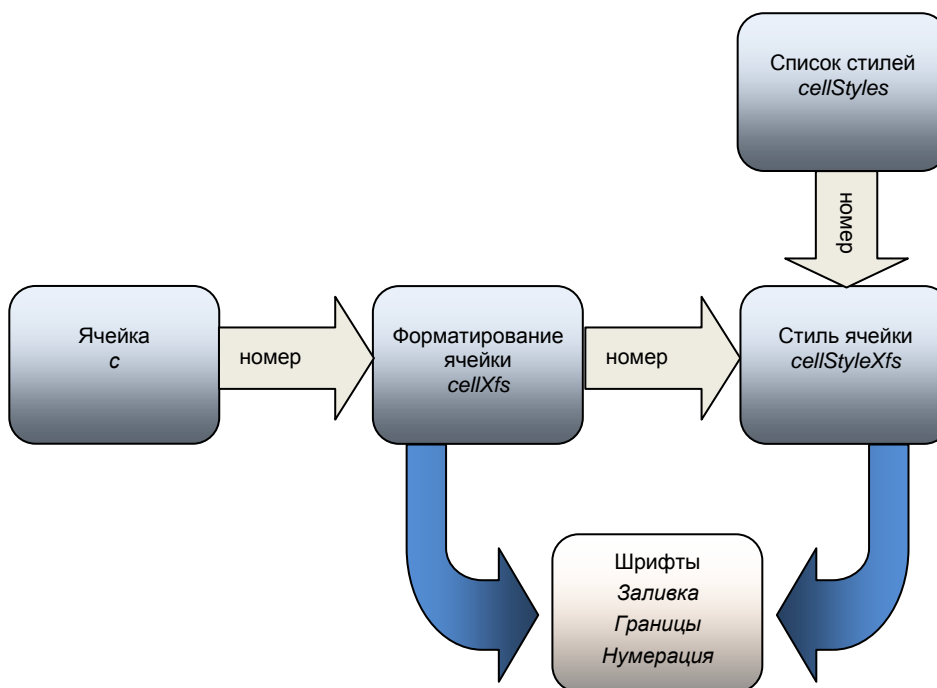 Список стилей
cellStyles
номер
Ячейка
c
номер
Форматирование
ячейки
cellXfs
номер
Стиль ячейки
cellStyleXfs
Шрифты
Заливка
Границы
Нумерация